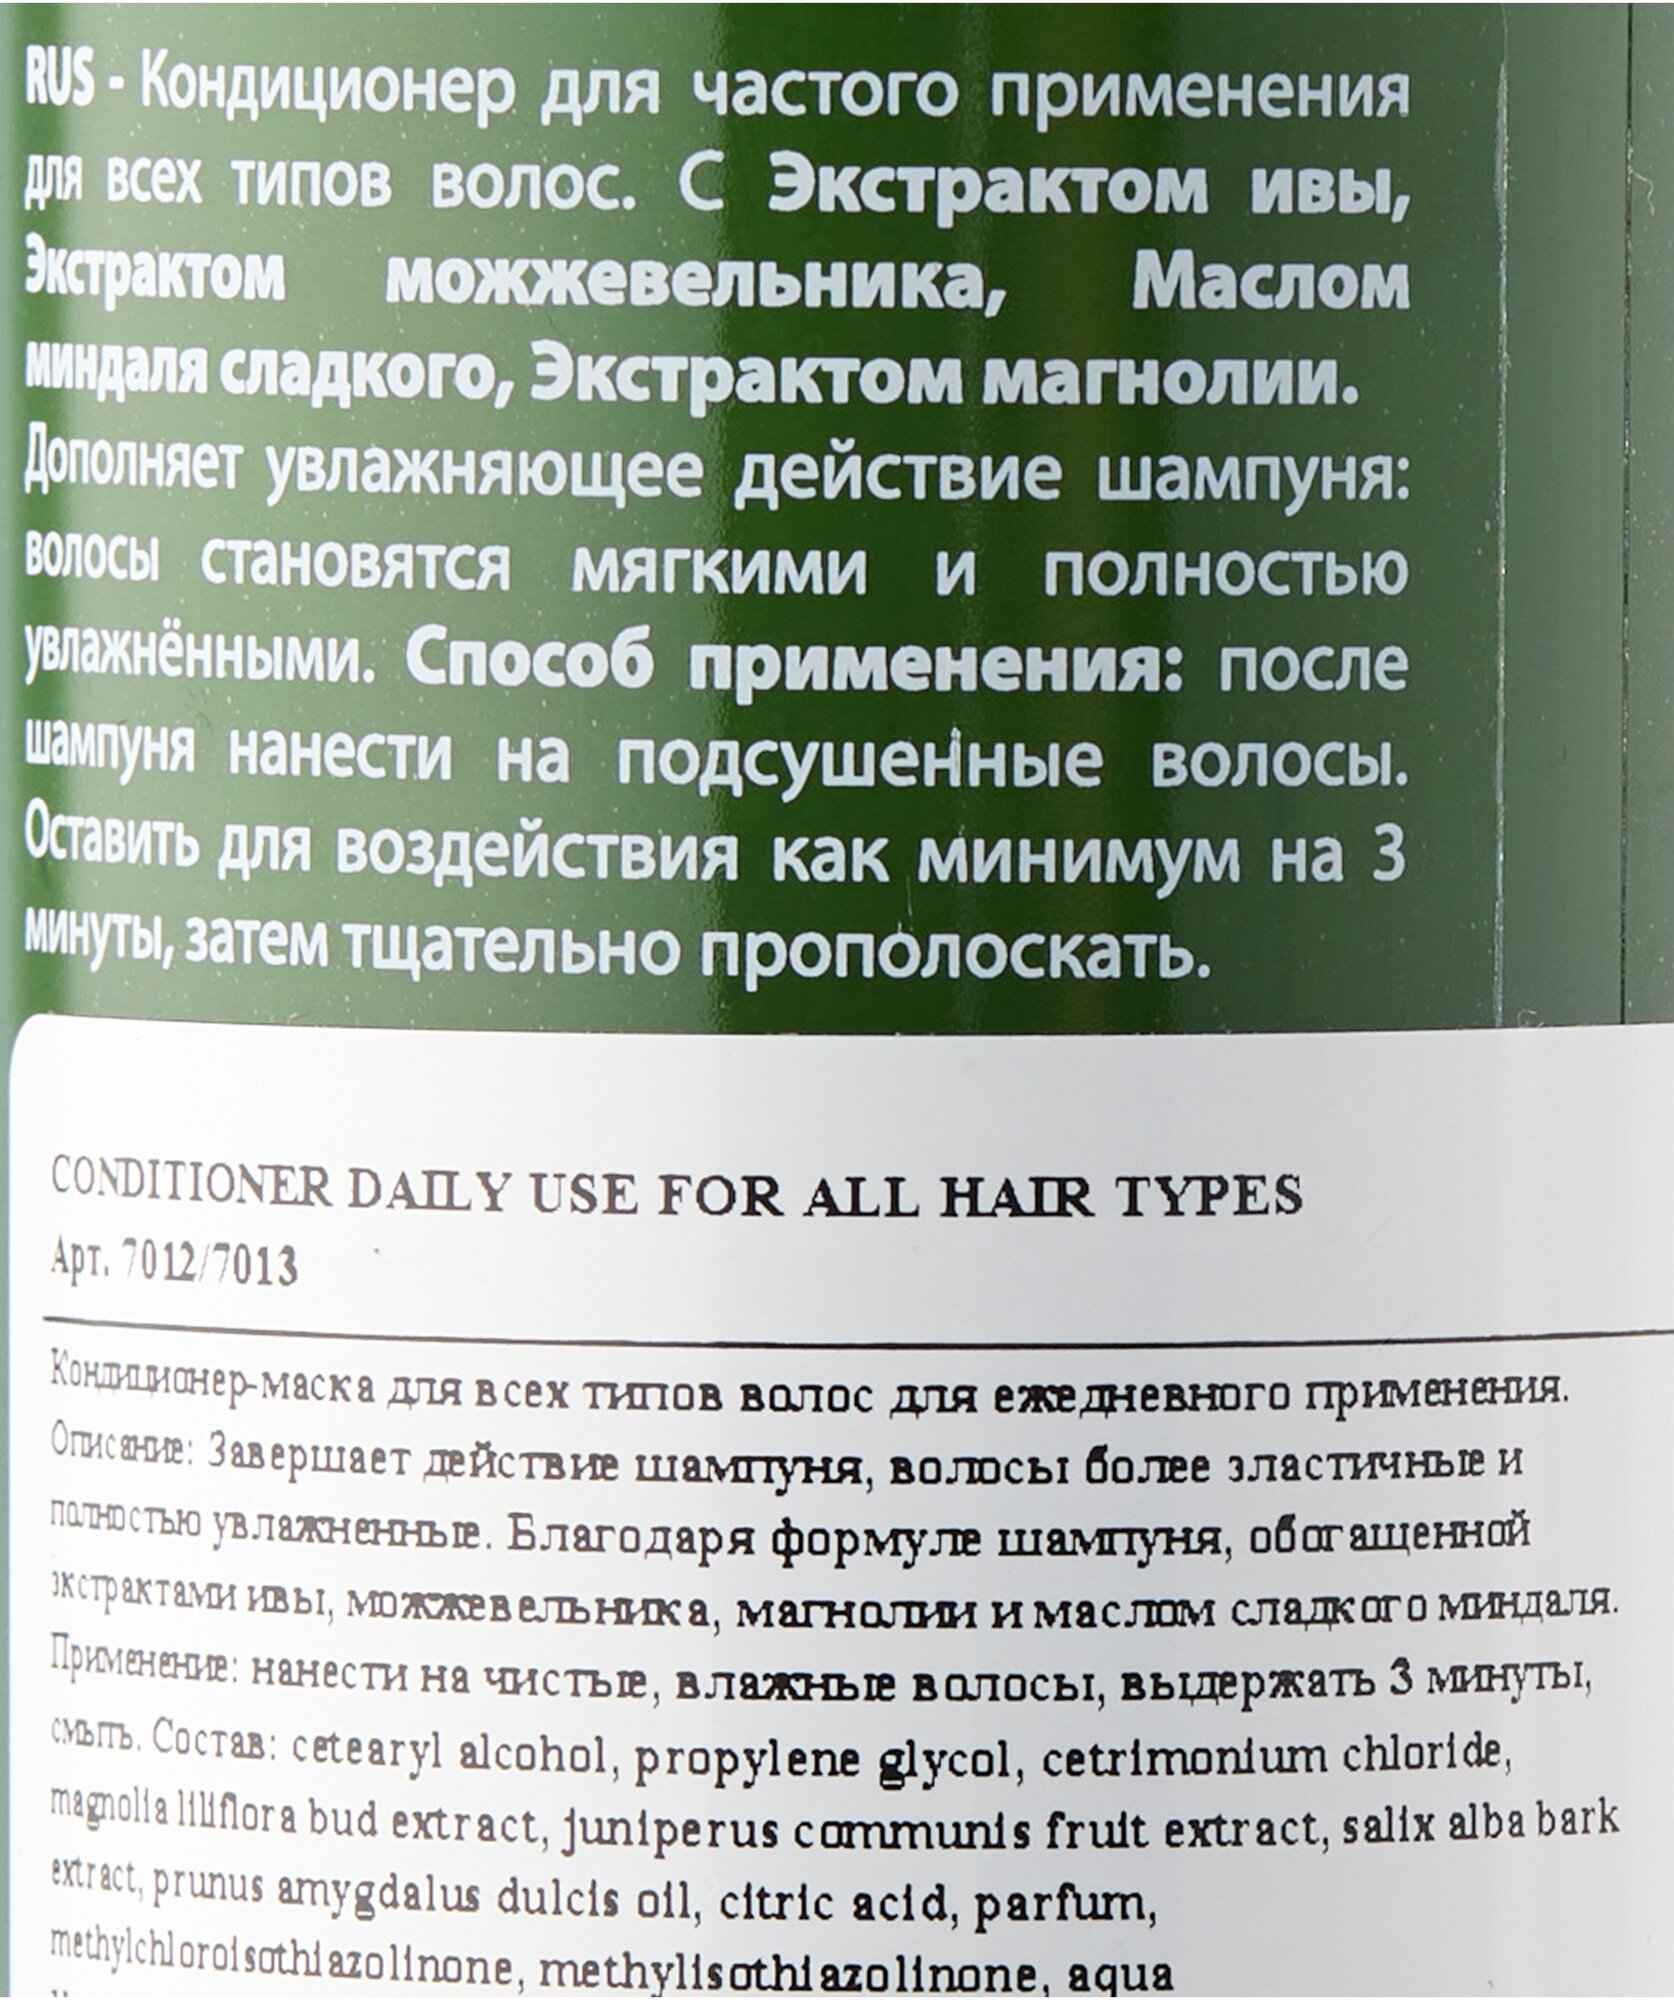 RUS - Кондиционер для частого применения
для всех типов волос. С Экстрактом ивы,
Экстрактом можжевельника, Маслом
миндаля сладкого, Экстрактом магнолии.
Дополняет увлажняющее действие шампуня:
волосы становятся мягкими и полностью
увлажнёнными. Способ применения: после
шампуня нанести на подсушенные волосы.
Оставить для воздействия как минимум на 3
минуты, затем тщательно прополоскать.
CONDITIONER DAILY USE FOR ALL HAIR TYPES
Арт. 7012/7013
Кондиционер-маска для всех типов волос для ежедневного применения.
Описание: Завершает действие шампуня, волосы более эластичные и
полностью увлажненные. Благодаря формуле шампуня, обогащенной
экстрактами ивы, можжевельника, магнолии и маслом сладкого миндаля.
Применение: нанести на чистые, влажные волосы, выдержать 3 минуты,
смыть. Состав: cetearyl alcohol, propylene glycol, cetrimonium chloride,
magnolia liliflora bud extract, juniperus communis fruit extract, salix alba bark
extract, prunus amygdalus dulcis oil, citric acid, parfum,
methylchloroisothiazolinone, methylisothiazolinone, aqua